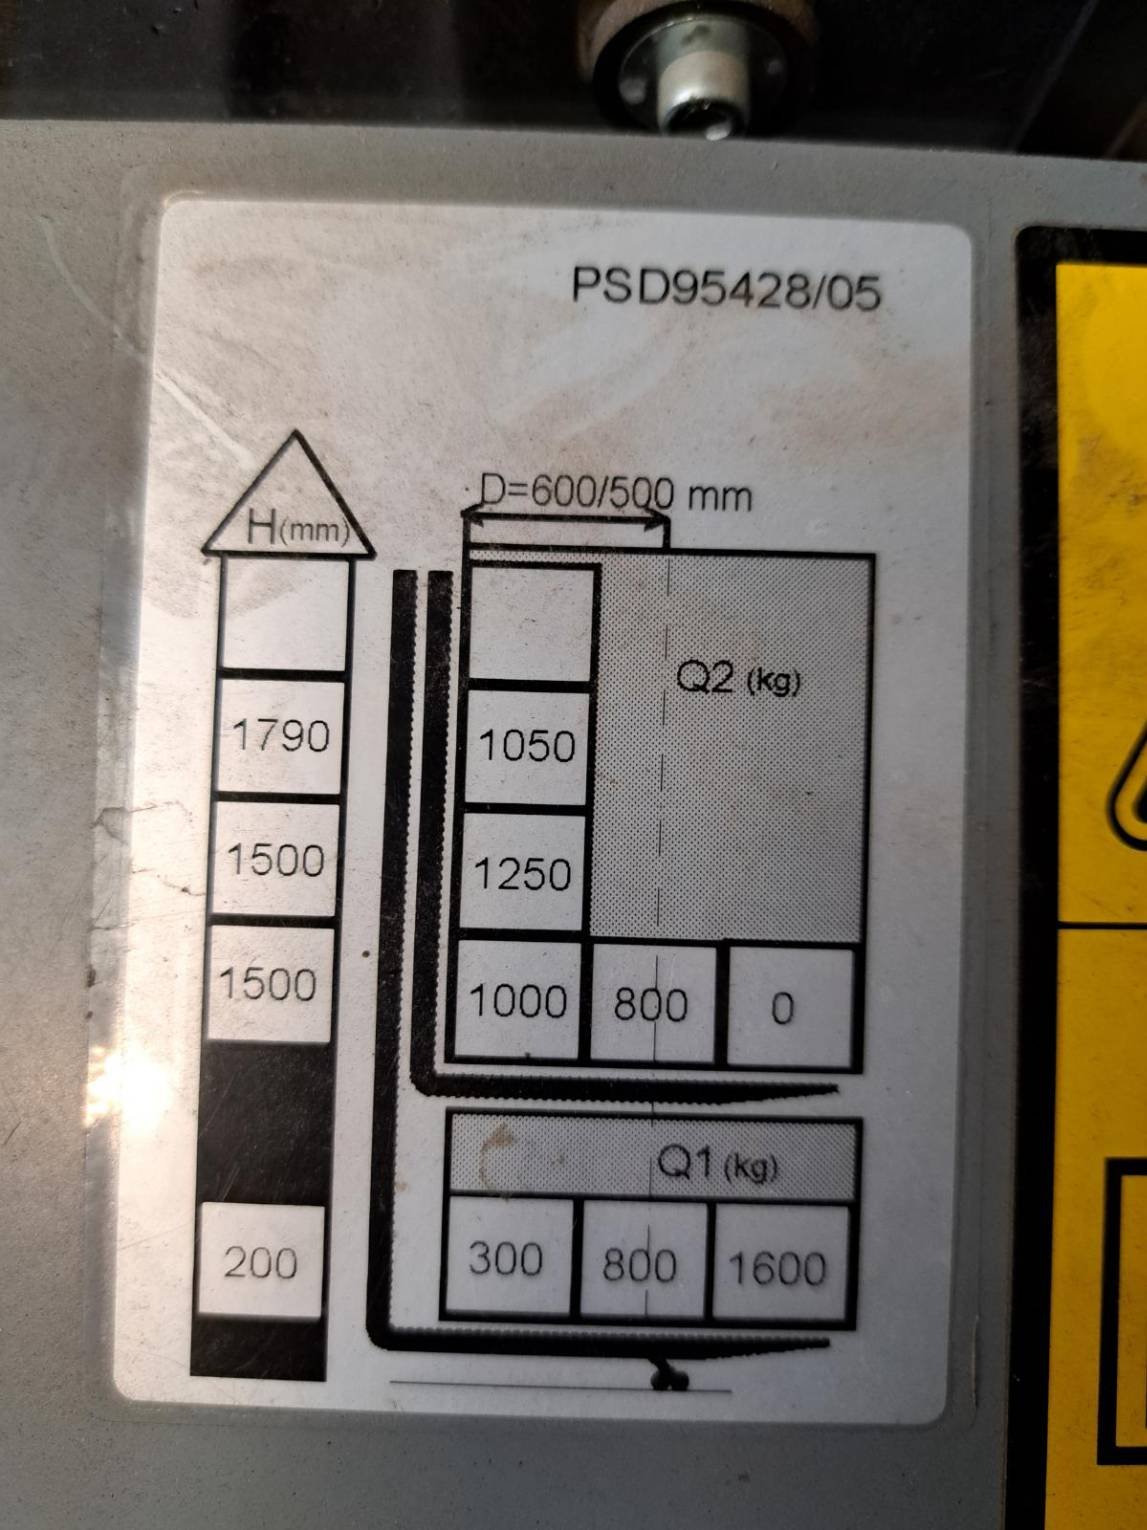 PSD95428/05
D=600/500 mm
H(mm)
Q2 (kg)
1790 1050
1500 1250
1500 1000 800 0
Q1 (kg)
200 300 800 1600